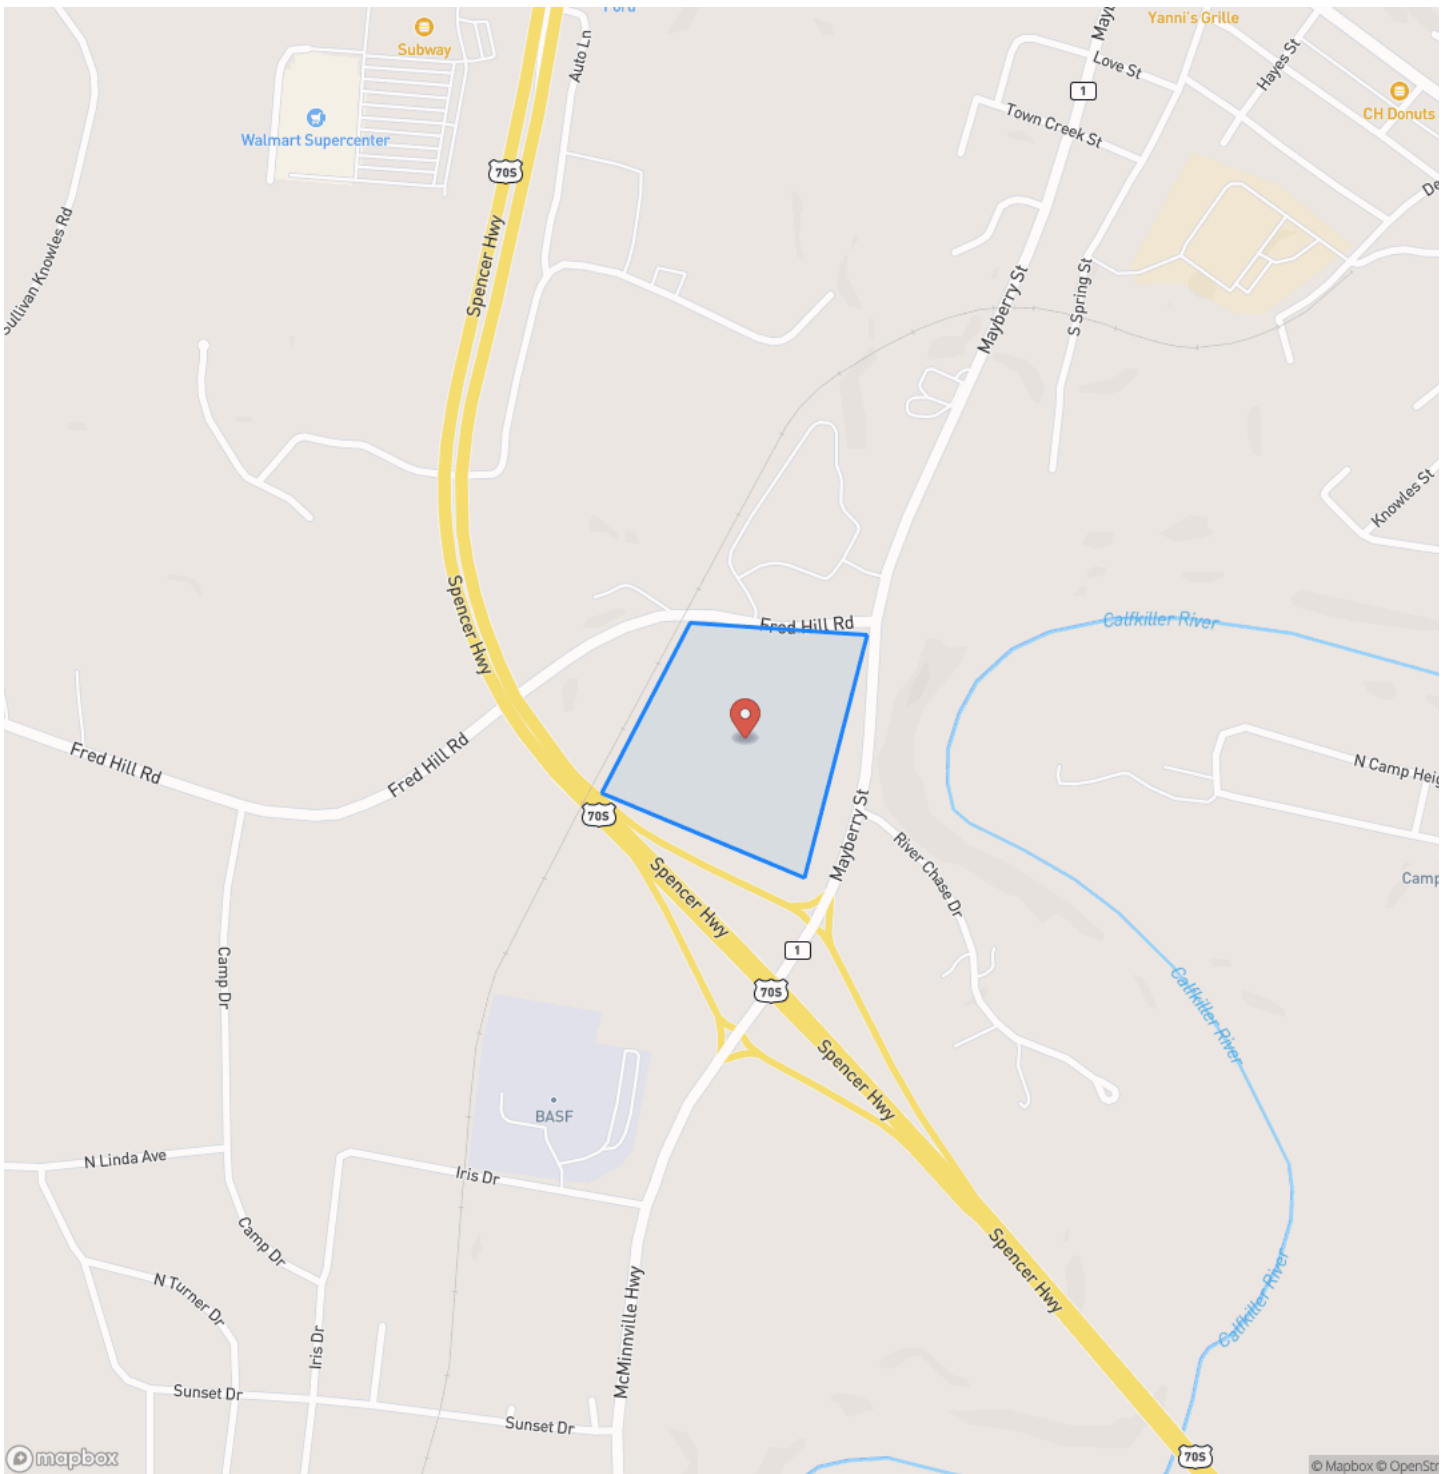 Ford
Yanni's Grille
Subway
Auto Ln
Mayb
Love St
Hayes St
1
CH Donuts
Town Creek St
Walmart Supercenter
70S
De
Sullivan Knowles Rd
Spencer Hwy
Mayberry St
S Spring St
Knowles St
Spencer Hwy
Fred Hill Rd
Calfkiller River
Fred Hill Rd
Fred Hill Rd
N Camp Heig
70S
Mayberry St
River Chase Dr
Spencer Hwy
Camp
Camp Dr
1
70S
Calfkiller River
Spencer Hwy
BASF
N Linda Ave
Iris Dr
Camp Dr
Spencer Hwy
N Turner Dr
Calfkiller River
Iris Dr
McMinnville Hwy
Sunset Dr
Sunset Dr
70S
mapbox
© Mapbox © OpenStr